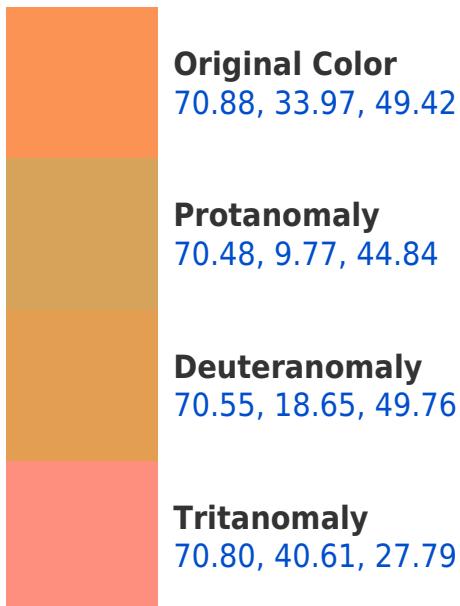 Original Color
70.88, 33.97, 49.42
Protanomaly
70.48, 9.77, 44.84
Deuteranomaly
70.55, 18.65, 49.76
Tritanomaly
70.80, 40.61, 27.79